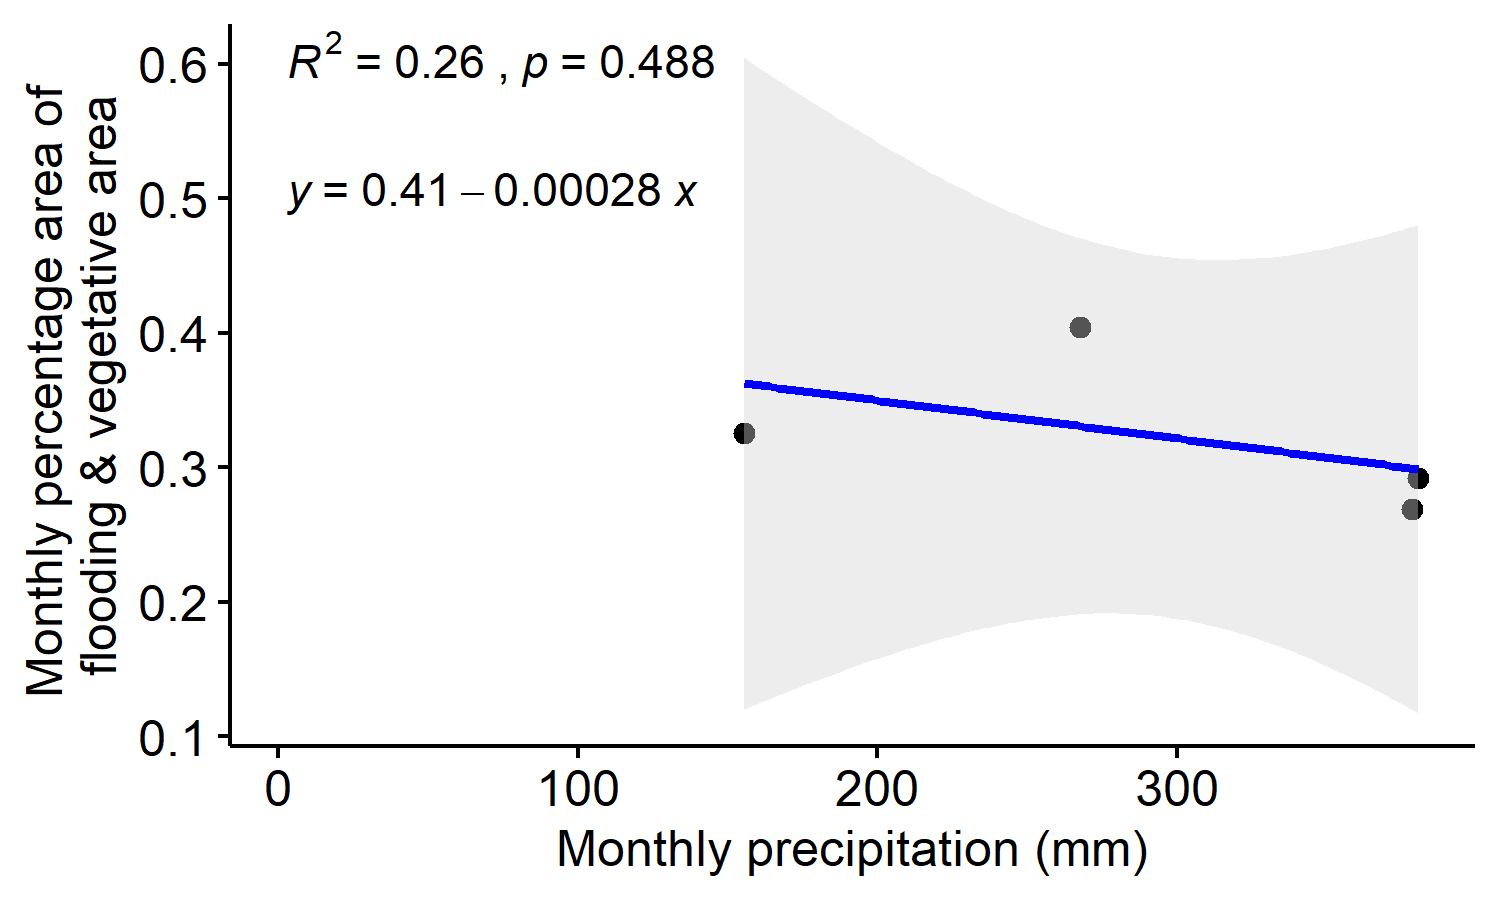 R² = 0.26 , p = 0.488
y = 0.41 – 0.00028 x
Monthly percentage area of
flooding & vegetative area
0.6
0.5
0.4
0.3
0.2
0.1
0 100 200 300
Monthly precipitation (mm)